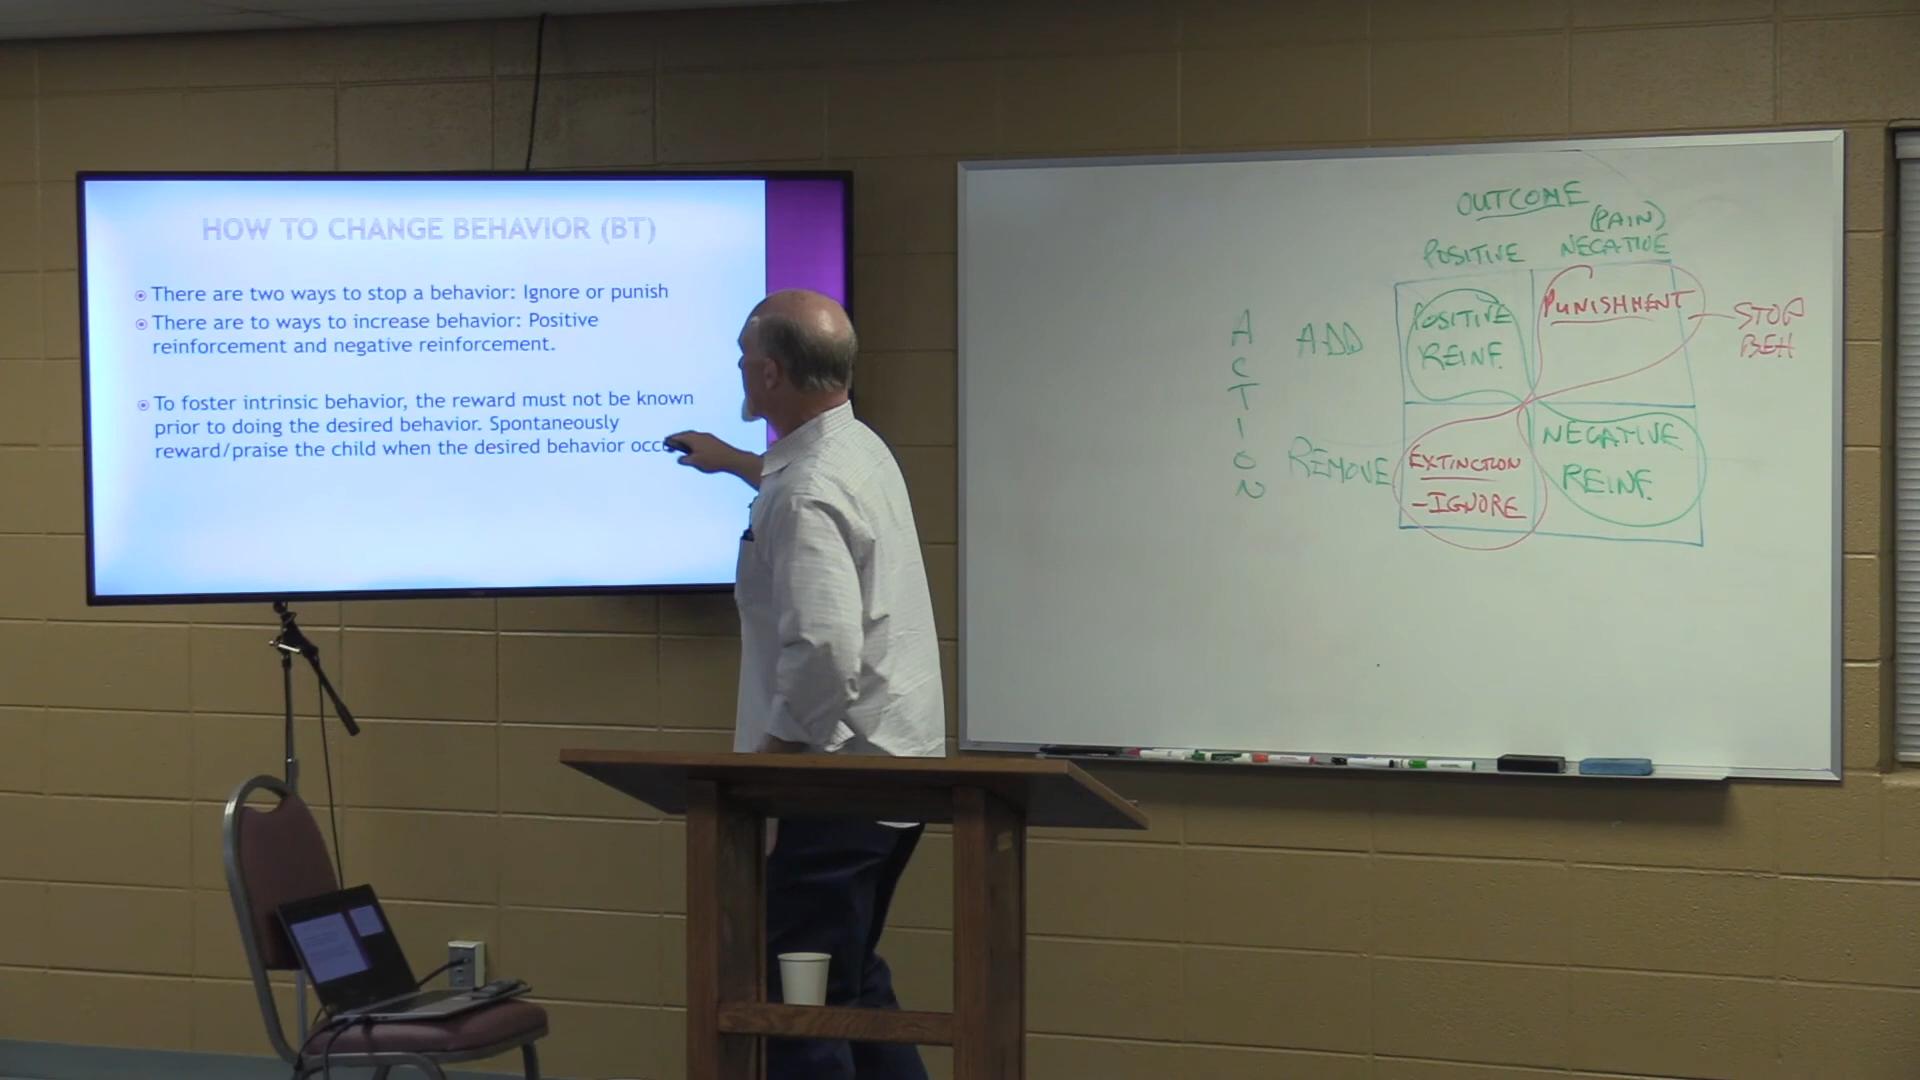 HOW TO CHANGE BEHAVIOR (BT)
There are two ways to stop a behavior: Ignore or punish
There are to ways to increase behavior: Positive
reinforcement and negative reinforcement.
To foster intrinsic behavior, the reward must not be known
prior to doing the desired behavior. Spontaneously
reward/praise the child when the desired behavior
OUTCOME
(PAIN)
POSITIVE NEGATIVE
ACTION
ADD
POSITIVE
REINF.
PUNISHMENT
STOP
BEH
REMOVE
EXTINCTION
-IGNORE
NEGATIVE
REINF.